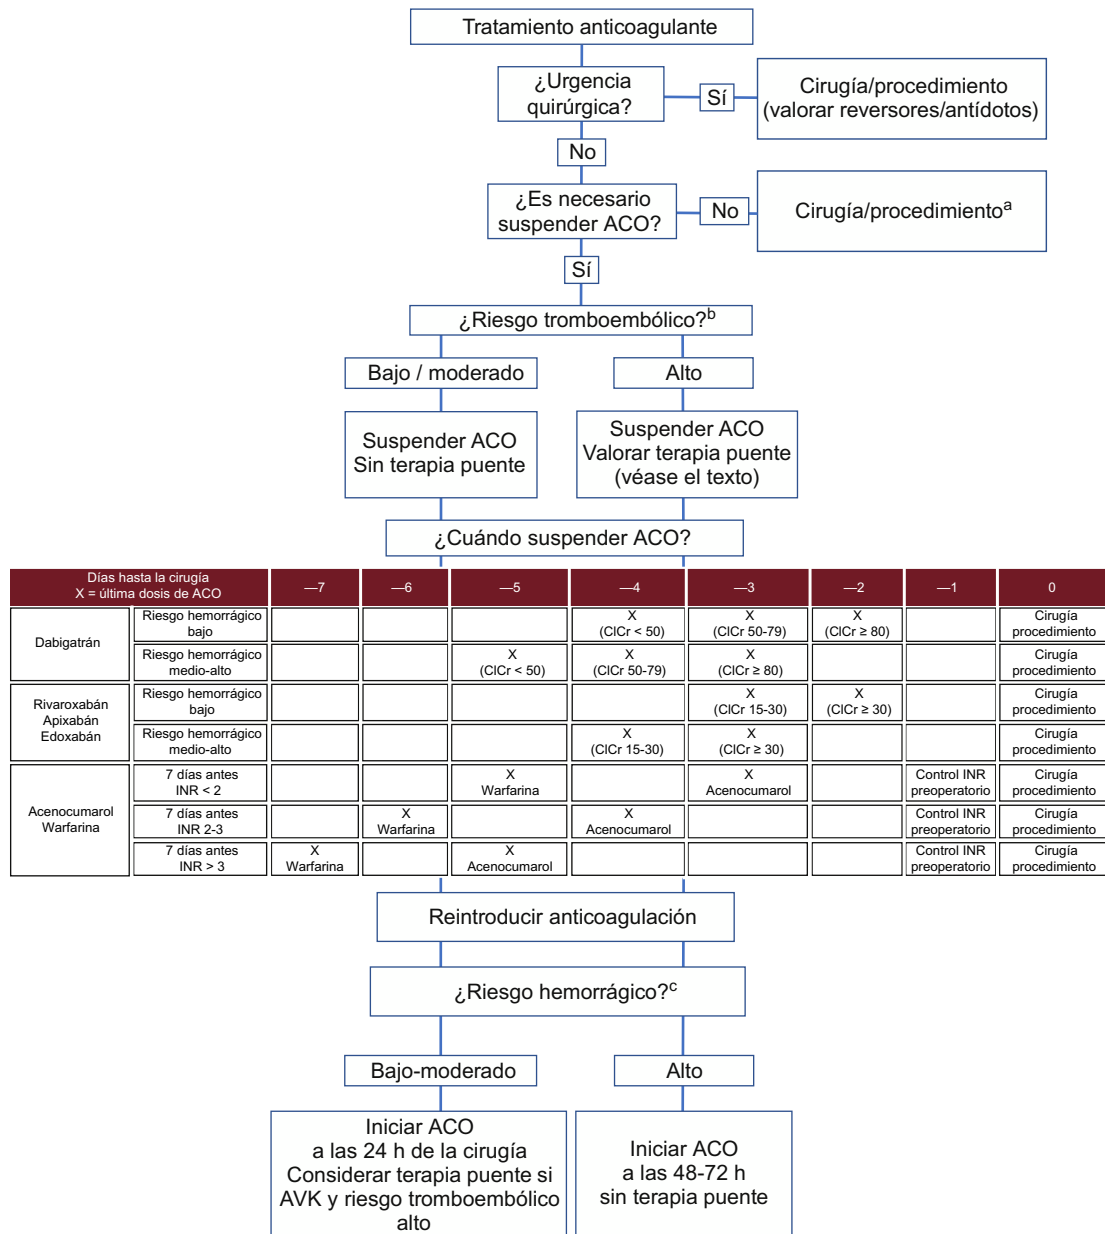 Tratamiento anticoagulante
¿Urgencia
quirúrgica?
Sí
Cirugía/procedimiento
(valorar reversores/antídotos)
No
¿Es necesario
suspender ACO?
No
Cirugía/procedimientoᵃ
Sí
¿Riesgo tromboembólico?ᵇ
Bajo / moderado
Alto
Suspender ACO
Sin terapia puente
Suspender ACO
Valorar terapia puente
(véase el texto)
¿Cuándo suspender ACO?
Días hasta la cirugía
X = última dosis de ACO
—7
—6
—5
—4
—3
—2
—1
0
Dabigatrán
Riesgo hemorrágico
bajo
X
(ClCr < 50)
X
(ClCr 50-79)
X
(ClCr ≥ 80)
Cirugía
procedimiento
Riesgo hemorrágico
medio-alto
X
(ClCr < 50)
X
(ClCr 50-79)
X
(ClCr ≥ 80)
Cirugía
procedimiento
Rivaroxabán
Apixabán
Edoxabán
Riesgo hemorrágico
bajo
X
(ClCr 15-30)
X
(ClCr ≥ 30)
Cirugía
procedimiento
Riesgo hemorrágico
medio-alto
X
(ClCr 15-30)
X
(ClCr ≥ 30)
Cirugía
procedimiento
Acenocumarol
Warfarina
7 días antes
INR < 2
X
Warfarina
X
Acenocumarol
Control INR
preoperatorio
Cirugía
procedimiento
7 días antes
INR 2-3
X
Warfarina
X
Acenocumarol
Control INR
preoperatorio
Cirugía
procedimiento
7 días antes
INR > 3
X
Warfarina
X
Acenocumarol
Control INR
preoperatorio
Cirugía
procedimiento
Reintroducir anticoagulación
¿Riesgo hemorrágico?ᶜ
Bajo-moderado
Alto
Iniciar ACO
a las 24 h de la cirugía
Considerar terapia puente si
AVK y riesgo tromboembólico
alto
Iniciar ACO
a las 48-72 h
sin terapia puente